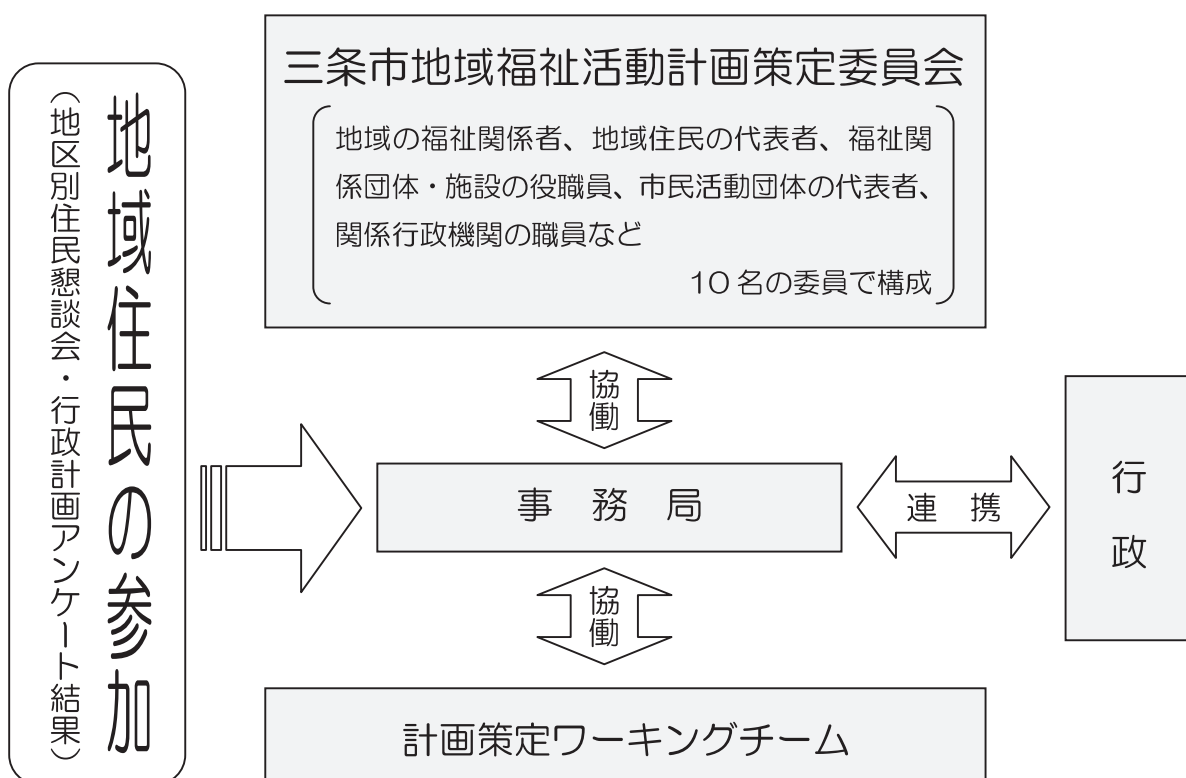 三条市地域福祉活動計画策定委員会
地域の福祉関係者、地域住民の代表者、福祉関
係団体・施設の役職員、市民活動団体の代表者、
関係行政機関の職員など
10名の委員で構成
地域住民の参加
（地区別住民懇談会・行政計画アンケート結果）
協働
事務局
連携
行政
協働
計画策定ワーキングチーム